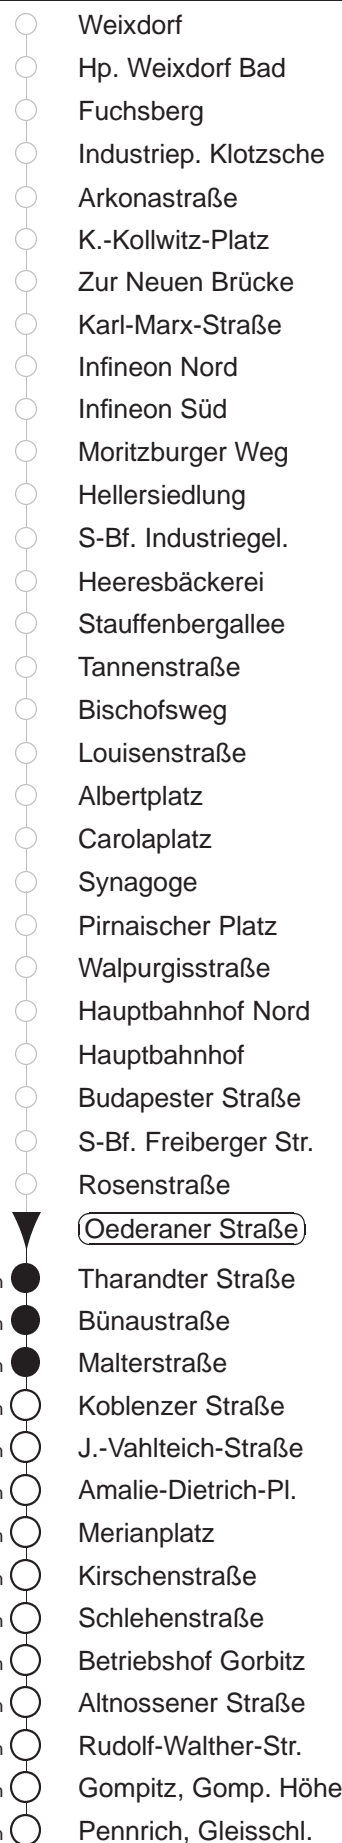 Weixdorf
Hp. Weixdorf Bad
Fuchsberg
Industriep. Klotzsche
Arkonastraße
K.-Kollwitz-Platz
Zur Neuen Brücke
Karl-Marx-Straße
Infineon Nord
Infineon Süd
Moritzburger Weg
Hellersiedlung
S-Bf. Industriegel.
Heeresbäckerei
Stauffenbergallee
Tannenstraße
Bischofsweg
Louisenstraße
Albertplatz
Carolaplatz
Synagoge
Pirnaischer Platz
Walpurgisstraße
Hauptbahnhof Nord
Hauptbahnhof
Budapester Straße
S-Bf. Freiberger Str.
Rosenstraße
Oederaner Straße
Tharandter Straße
Bünaustraße
Malterstraße
Koblenzer Straße
J.-Vahlteich-Straße
Amalie-Dietrich-Pl.
Merianplatz
Kirschenstraße
Schlehenstraße
Betriebshof Gorbitz
Altnossener Straße
Rudolf-Walther-Str.
Gompitz, Gomp. Höhe
Pennrich, Gleisschl.